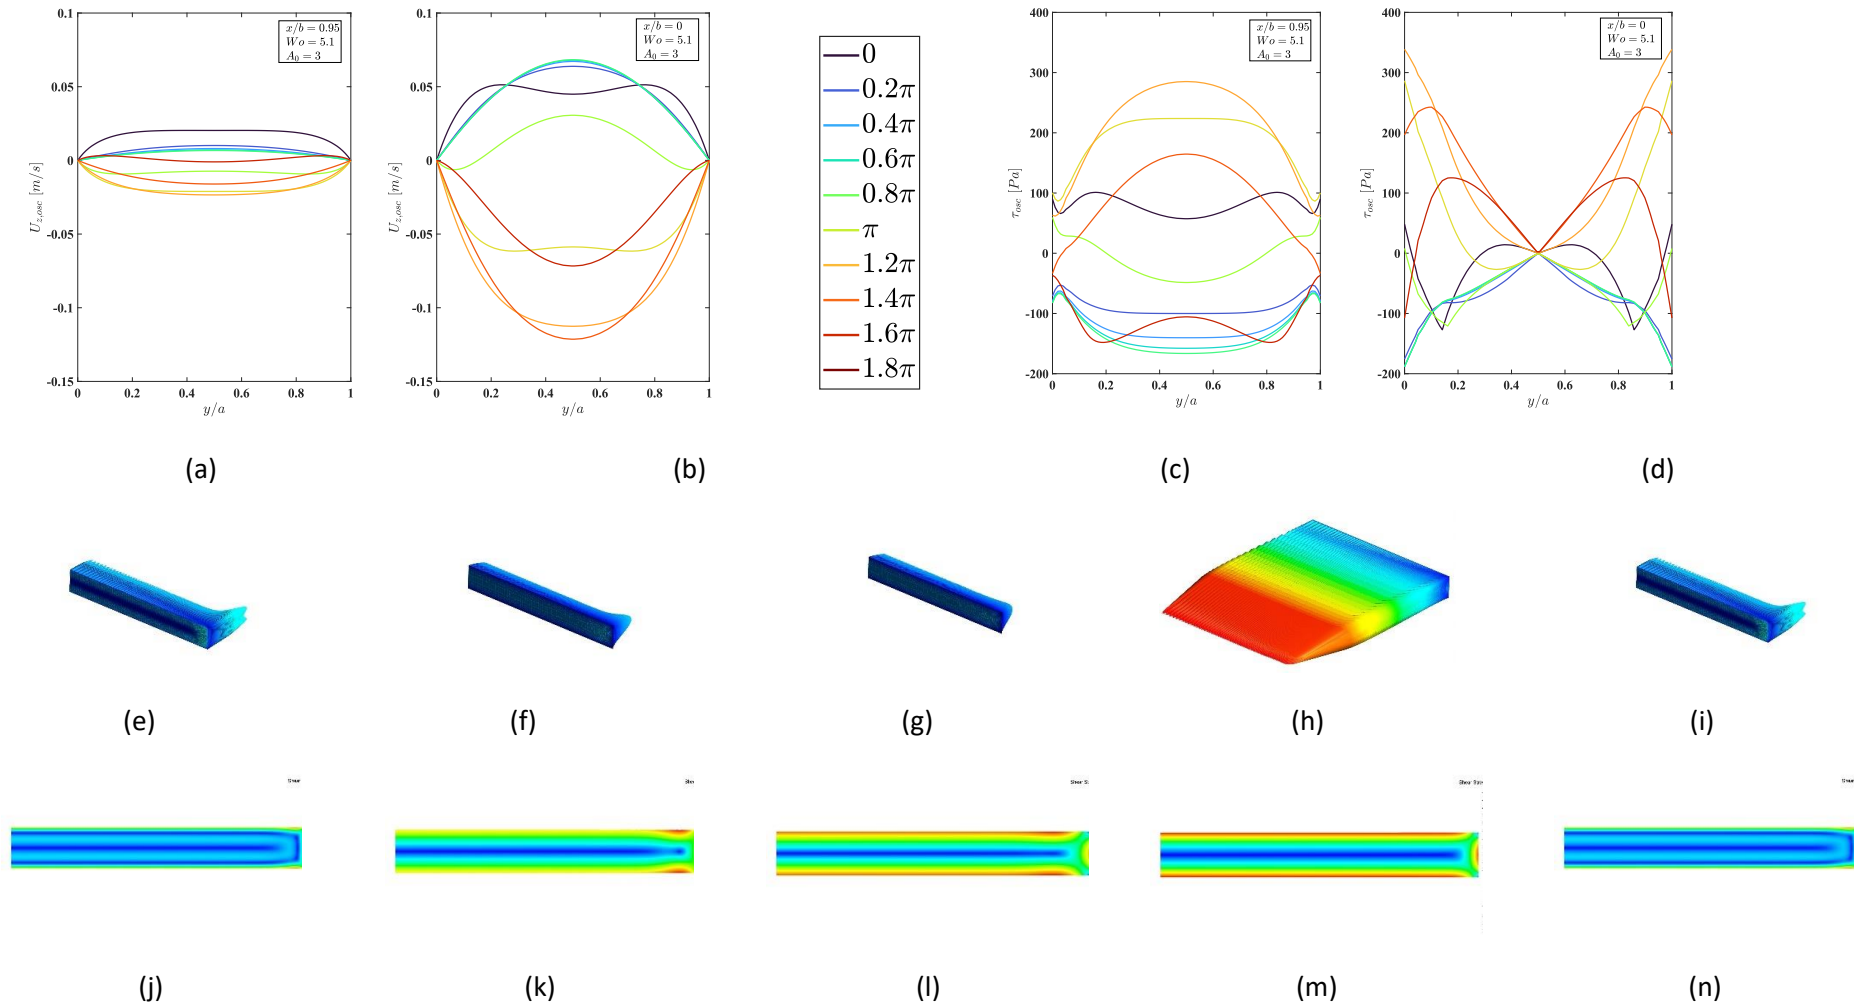 0.1
0.05
0
-0.05
-0.1
-0.15
0
0.2
0.4
0.6
0.8
1
y/a
U_{z,osc} [m/s]
x/b = 0.95
Wo = 5.1
A_0 = 3
0.1
0.05
0
-0.05
-0.1
-0.15
0
0.2
0.4
0.6
0.8
1
y/a
U_{z,osc} [m/s]
x/b = 0
Wo = 5.1
A_0 = 3
0
0.2π
0.4π
0.6π
0.8π
π
1.2π
1.4π
1.6π
1.8π
400
300
200
100
0
-100
-200
0
0.2
0.4
0.6
0.8
1
y/a
τ_{osc} [Pa]
x/b = 0.95
Wo = 5.1
A_0 = 3
400
300
200
100
0
-100
-200
0
0.2
0.4
0.6
0.8
1
y/a
τ_{osc} [Pa]
x/b = 0
Wo = 5.1
A_0 = 3
(a)
(b)
(c)
(d)
(e)
(f)
(g)
(h)
(i)
Shear
Shear
Shear
Shear
(j)
(k)
(l)
(m)
(n)